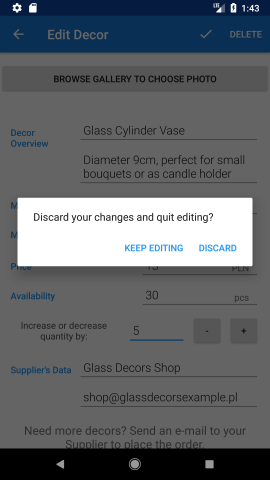 1:43
Edit Decor
DELETE
BROWSE GALLERY TO CHOOSE PHOTO
Decor Overview
Glass Cylinder Vase
Diameter 9cm, perfect for small
bouquets or as candle holder
M
Discard your changes and quit editing?
M
KEEP EDITING DISCARD
Price 15 PLN
Availability 30 pcs
Increase or decrease
quantity by:
5 - +
Supplier's Data
Glass Decors Shop
shop@glassdecorsexample.pl
Need more decors? Send an e-mail to your
Supplier to place the order.